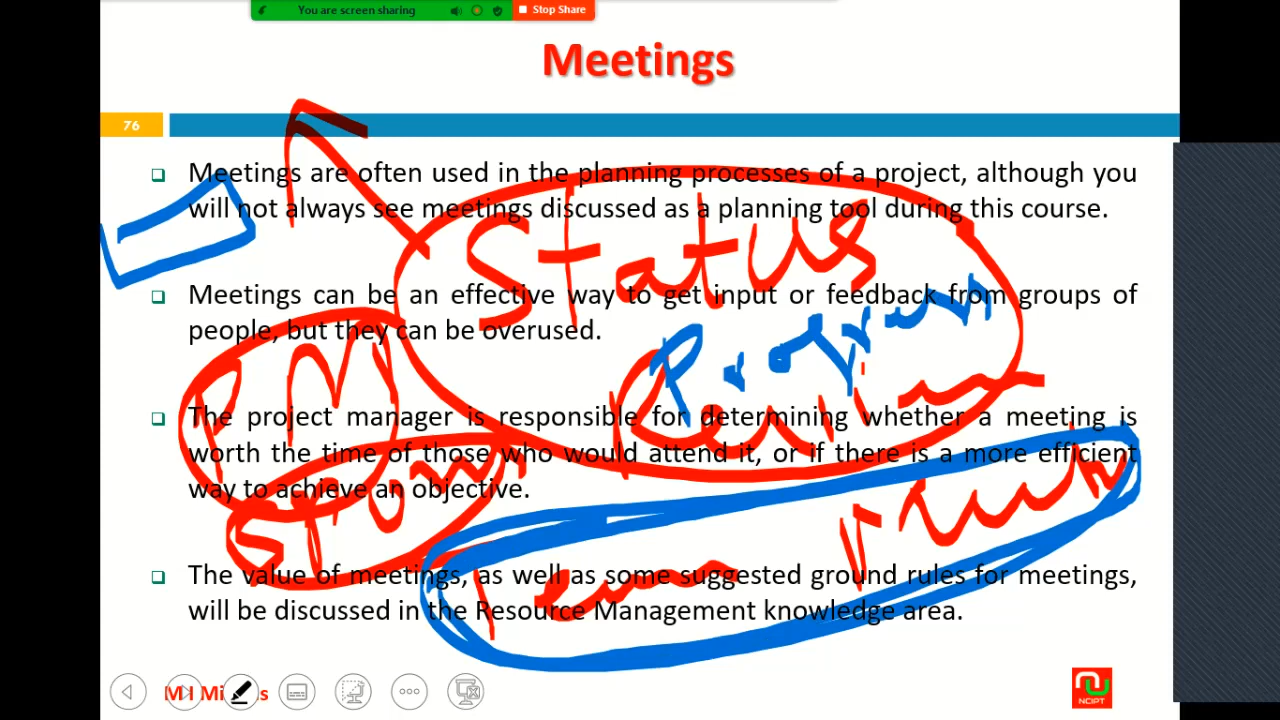 You are screen sharing
Stop Share
Meetings
76
Meetings are often used in the planning processes of a project, although you
will not always see meetings discussed as a planning tool during this course.
Status
Meetings can be an effective way to get input or feedback from groups of
people, but they can be overused.
Progress
PM
Review
The project manager is responsible for determining whether a meeting is
worth the time of those who would attend it, or if there is a more efficient
way to achieve an objective.
Team
The value of meetings, as well as some suggested ground rules for meetings,
will be discussed in the Resource Management knowledge area.
NCIPT